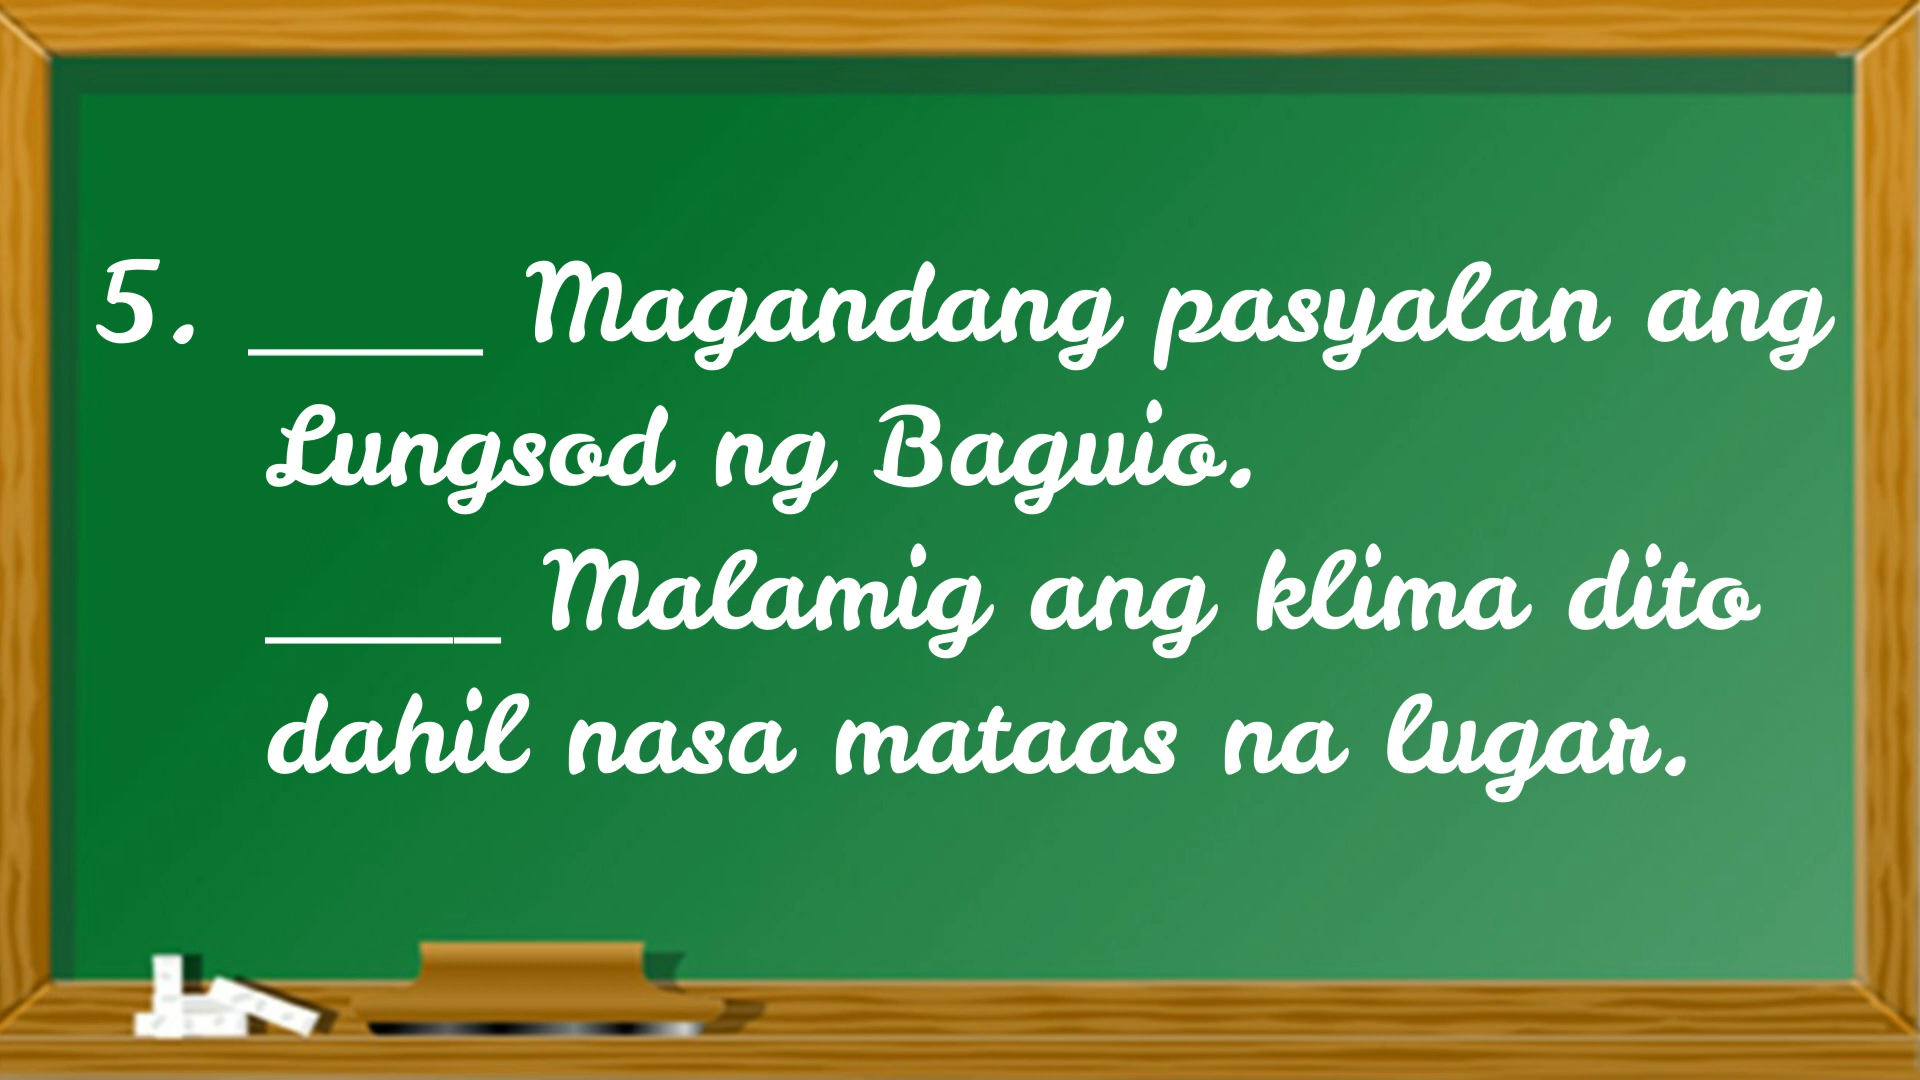 5. _____ Magandang pasyalan ang
Lungsod ng Baguio.
_____ Malamig ang klima dito
dahil nasa mataas na lugar.